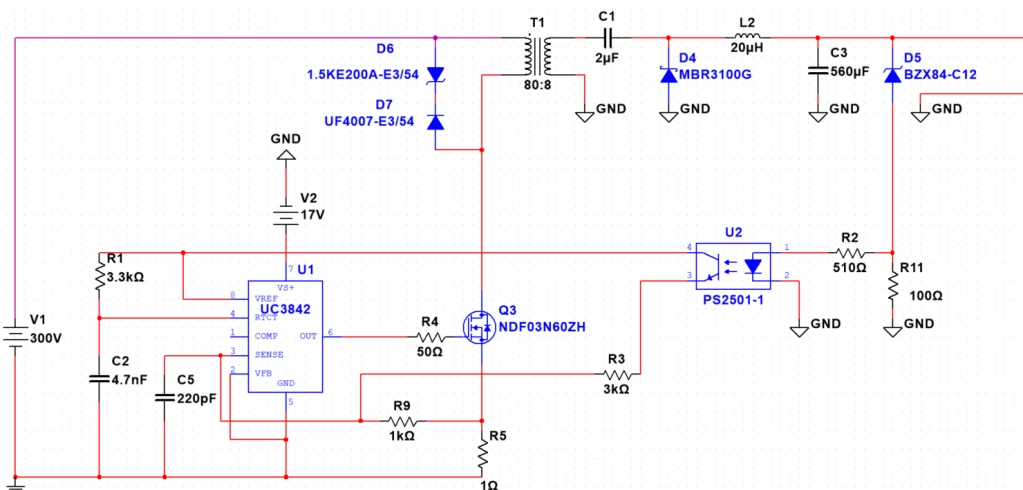 T1
80:8
C1
2µF
L2
20µH
D6
1.5KE200A-E3/54
D7
UF4007-E3/54
D4
MBR3100G
C3
560µF
D5
BZX84-C12
GND
GND
GND
GND
GND
V2
17V
R1
3.3kΩ
7
U1
VS+
8
VREF
UC3842
4
RTCT
1
COMP
OUT
6
3
SENSE
2
VFB
GND
5
U2
4
1
3
2
PS2501-1
R2
510Ω
R11
100Ω
GND
GND
V1
300V
R4
50Ω
Q3
NDF03N60ZH
C2
4.7nF
C5
220pF
R3
3kΩ
R9
1kΩ
R5
1Ω